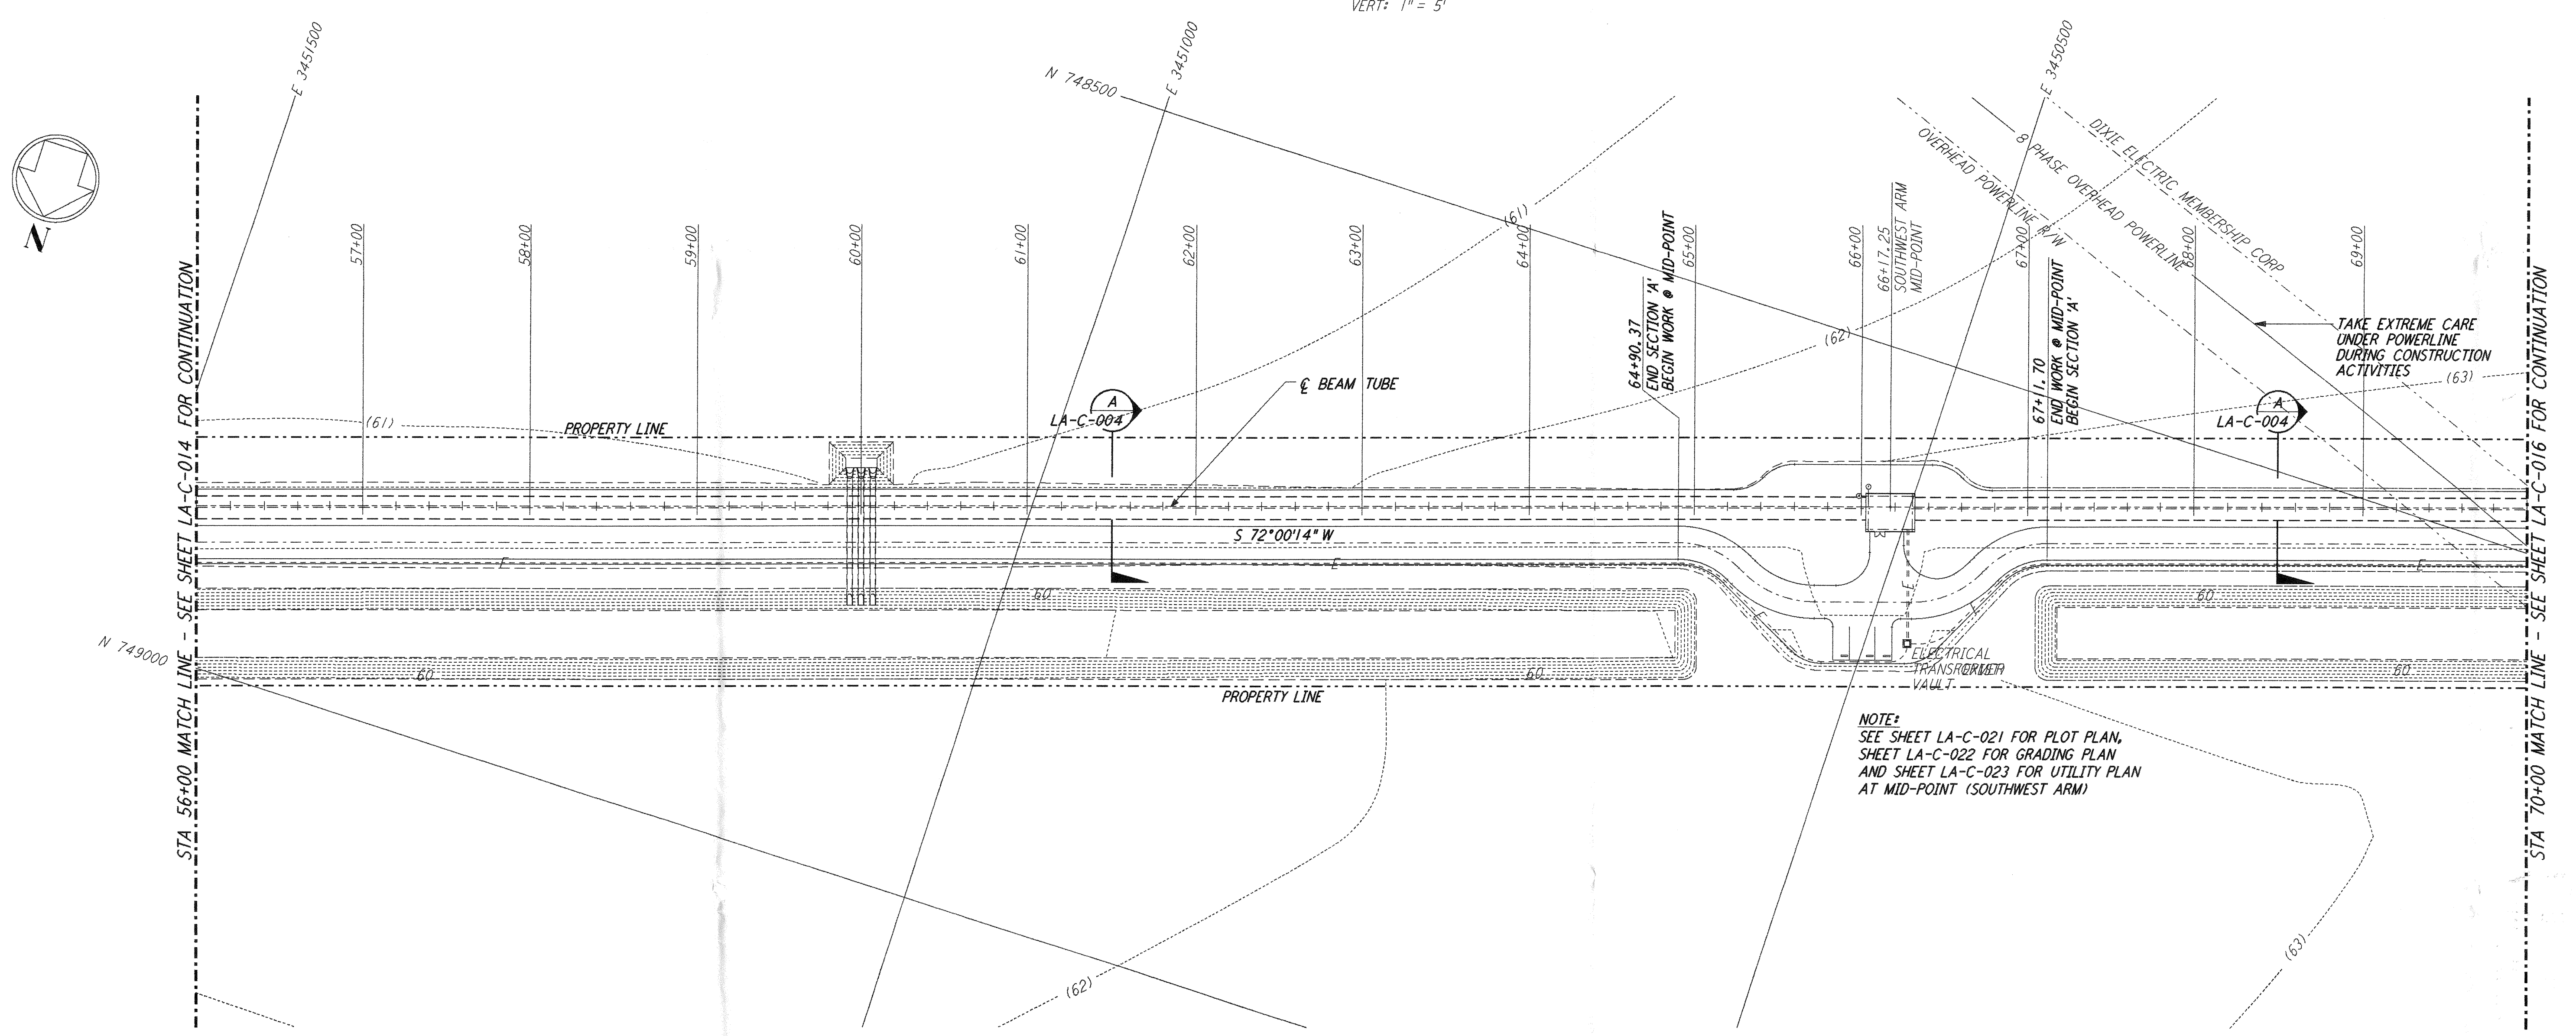 VERT: 1" = 5'
E 3451500
E 3451000
E 3450500
N 748500
N
DIXIE ELECTRIC MEMBERSHIP CORP
8 PHASE OVERHEAD POWERLINE
OVERHEAD POWERLINE R/W
57+00
58+00
59+00
60+00
61+00
62+00
63+00
64+00
65+00
66+00
67+00
68+00
69+00
(61)
66+17.25
SOUTHWEST ARM
MID-POINT
64+90.37
END SECTION 'A'
BEGIN WORK @ MID-POINT
67+11.70
END WORK @ MID-POINT
BEGIN SECTION 'A'
(62)
TAKE EXTREME CARE
UNDER POWERLINE
DURING CONSTRUCTION
ACTIVITIES
(63)
℄ BEAM TUBE
A
LA-C-004
A
LA-C-004
(61)
PROPERTY LINE
STA 56+00 MATCH LINE - SEE SHEET LA-C-014 FOR CONTINUATION
STA 70+00 MATCH LINE - SEE SHEET LA-C-016 FOR CONTINUATION
S 72°00'14" W
E
E
60
60
N 749000
60
60
60
ELECTRICAL
TRANSFORMER
VAULT
PROPERTY LINE
NOTE:
SEE SHEET LA-C-021 FOR PLOT PLAN,
SHEET LA-C-022 FOR GRADING PLAN
AND SHEET LA-C-023 FOR UTILITY PLAN
AT MID-POINT (SOUTHWEST ARM)
(62)
(63)